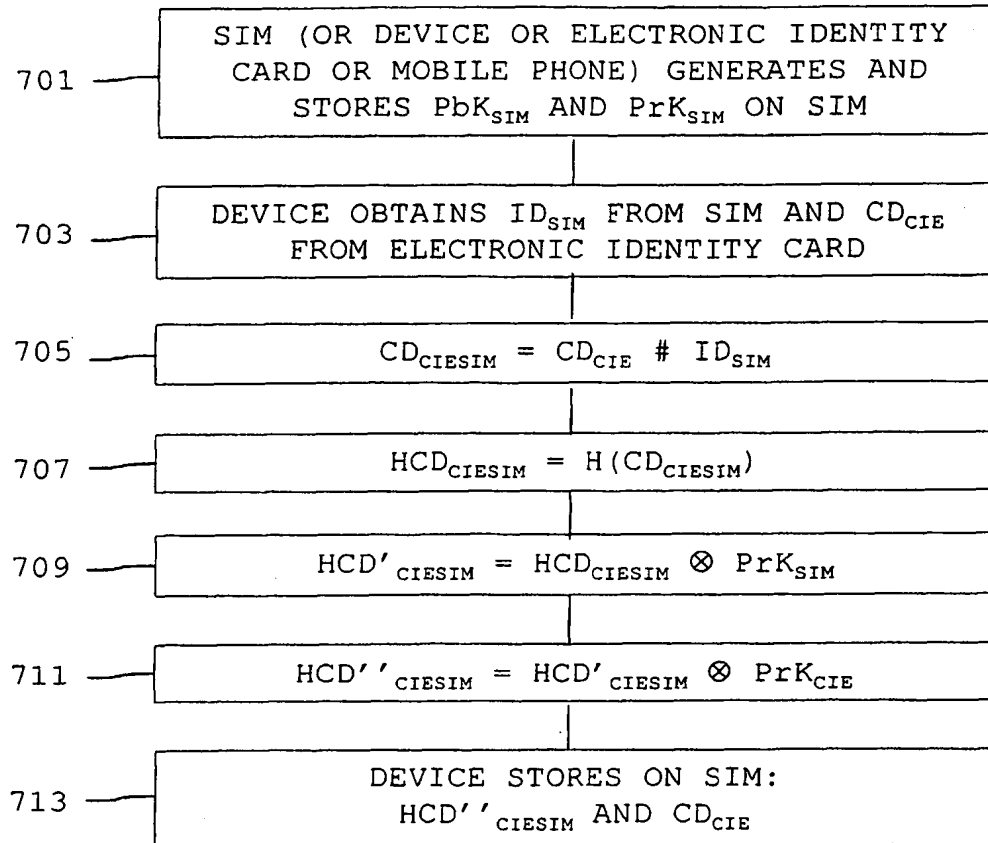 SIM (OR DEVICE OR ELECTRONIC IDENTITY
701 CARD OR MOBILE PHONE) GENERATES AND
STORES PbK_SIM AND PrK_SIM ON SIM
703 DEVICE OBTAINS ID_SIM FROM SIM AND CD_CIE
FROM ELECTRONIC IDENTITY CARD
705 CD_CIESIM = CD_CIE # ID_SIM
707 HCD_CIESIM = H(CD_CIESIM)
709 HCD'_CIESIM = HCD_CIESIM ⊗ PrK_SIM
711 HCD''_CIESIM = HCD'_CIESIM ⊗ PrK_CIE
713 DEVICE STORES ON SIM:
HCD''_CIESIM AND CD_CIE